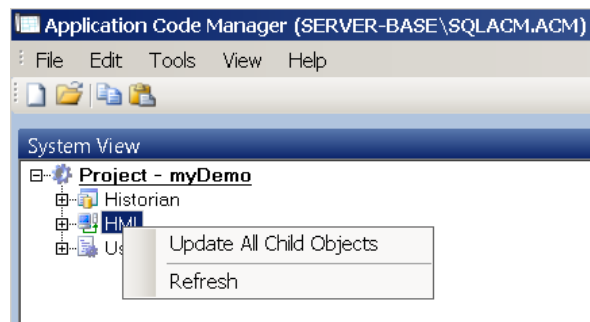 Application Code Manager (SERVER-BASE\SQLACM.ACM)
File Edit Tools View Help
System View
Project - myDemo
Historian
HMI
Update All Child Objects
Refresh